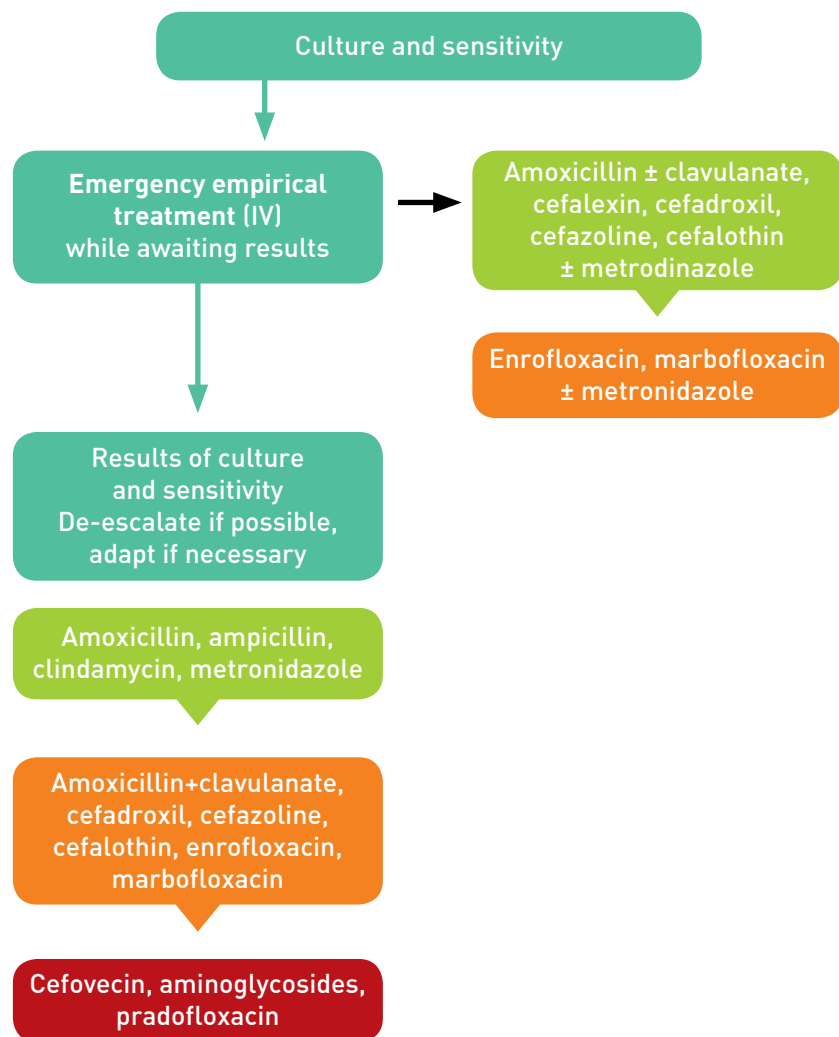 Culture and sensitivity
Emergency empirical
treatment (IV)
while awaiting results
Amoxicillin ± clavulanate,
cefalexin, cefadroxil,
cefazoline, cefalothin
± metrodinazole
Enrofloxacin, marbofloxacin
± metronidazole
Results of culture
and sensitivity
De-escalate if possible,
adapt if necessary
Amoxicillin, ampicillin,
clindamycin, metronidazole
Amoxicillin+clavulanate,
cefadroxil, cefazoline,
cefalothin, enrofloxacin,
marbofloxacin
Cefovecin, aminoglycosides,
pradofloxacin